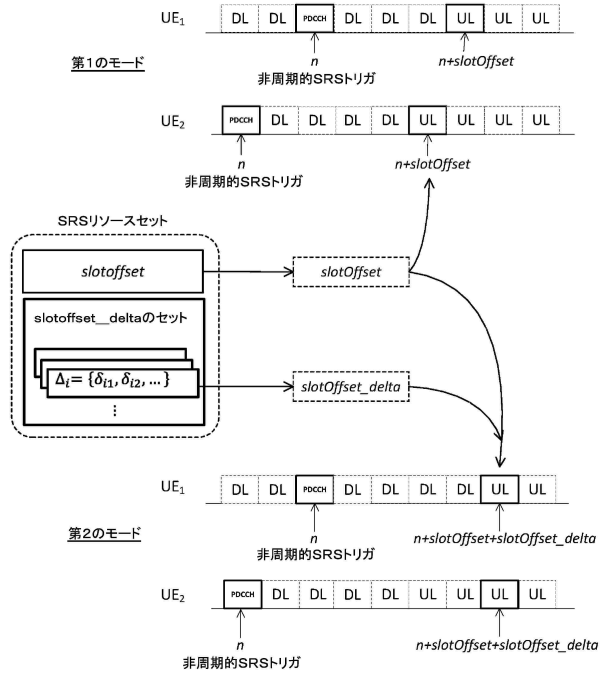 UE1 DL DL PDCCH DL DL DL UL UL UL
第1のモード
n
n+slotOffset
非周期的SRSトリガ
UE2 PDCCH DL DL DL DL UL UL UL UL
n
n+slotOffset
非周期的SRSトリガ
SRSリソースセット
slotoffset
slotOffset
slotoffset__deltaのセット
Δi= {δi1, δi2, ...}
⋮
slotOffset_delta
UE1 DL DL PDCCH DL DL DL DL UL UL
第2のモード
n
n+slotOffset+slotOffset_delta
非周期的SRSトリガ
UE2 PDCCH DL DL DL DL UL UL UL UL
n
n+slotOffset+slotOffset_delta
非周期的SRSトリガ